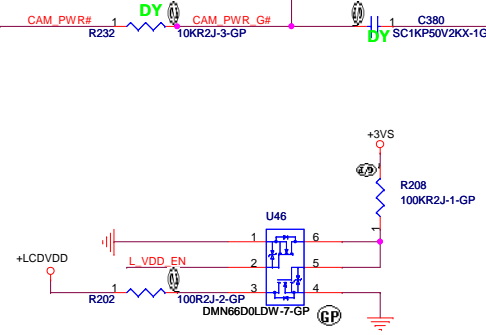 DY
CAM_PWR# 1 CAM_PWR_G# C380
R232 10KR2J-3-GP DY SC1KP50V2KX-1G
+3VS
R208
100KR2J-1-GP
1
U46
1 6
+LCDVDD L_VDD_EN 2 5
3 4
R202 1 100R2J-2-GP
DMN66D0LDW-7-GP GP